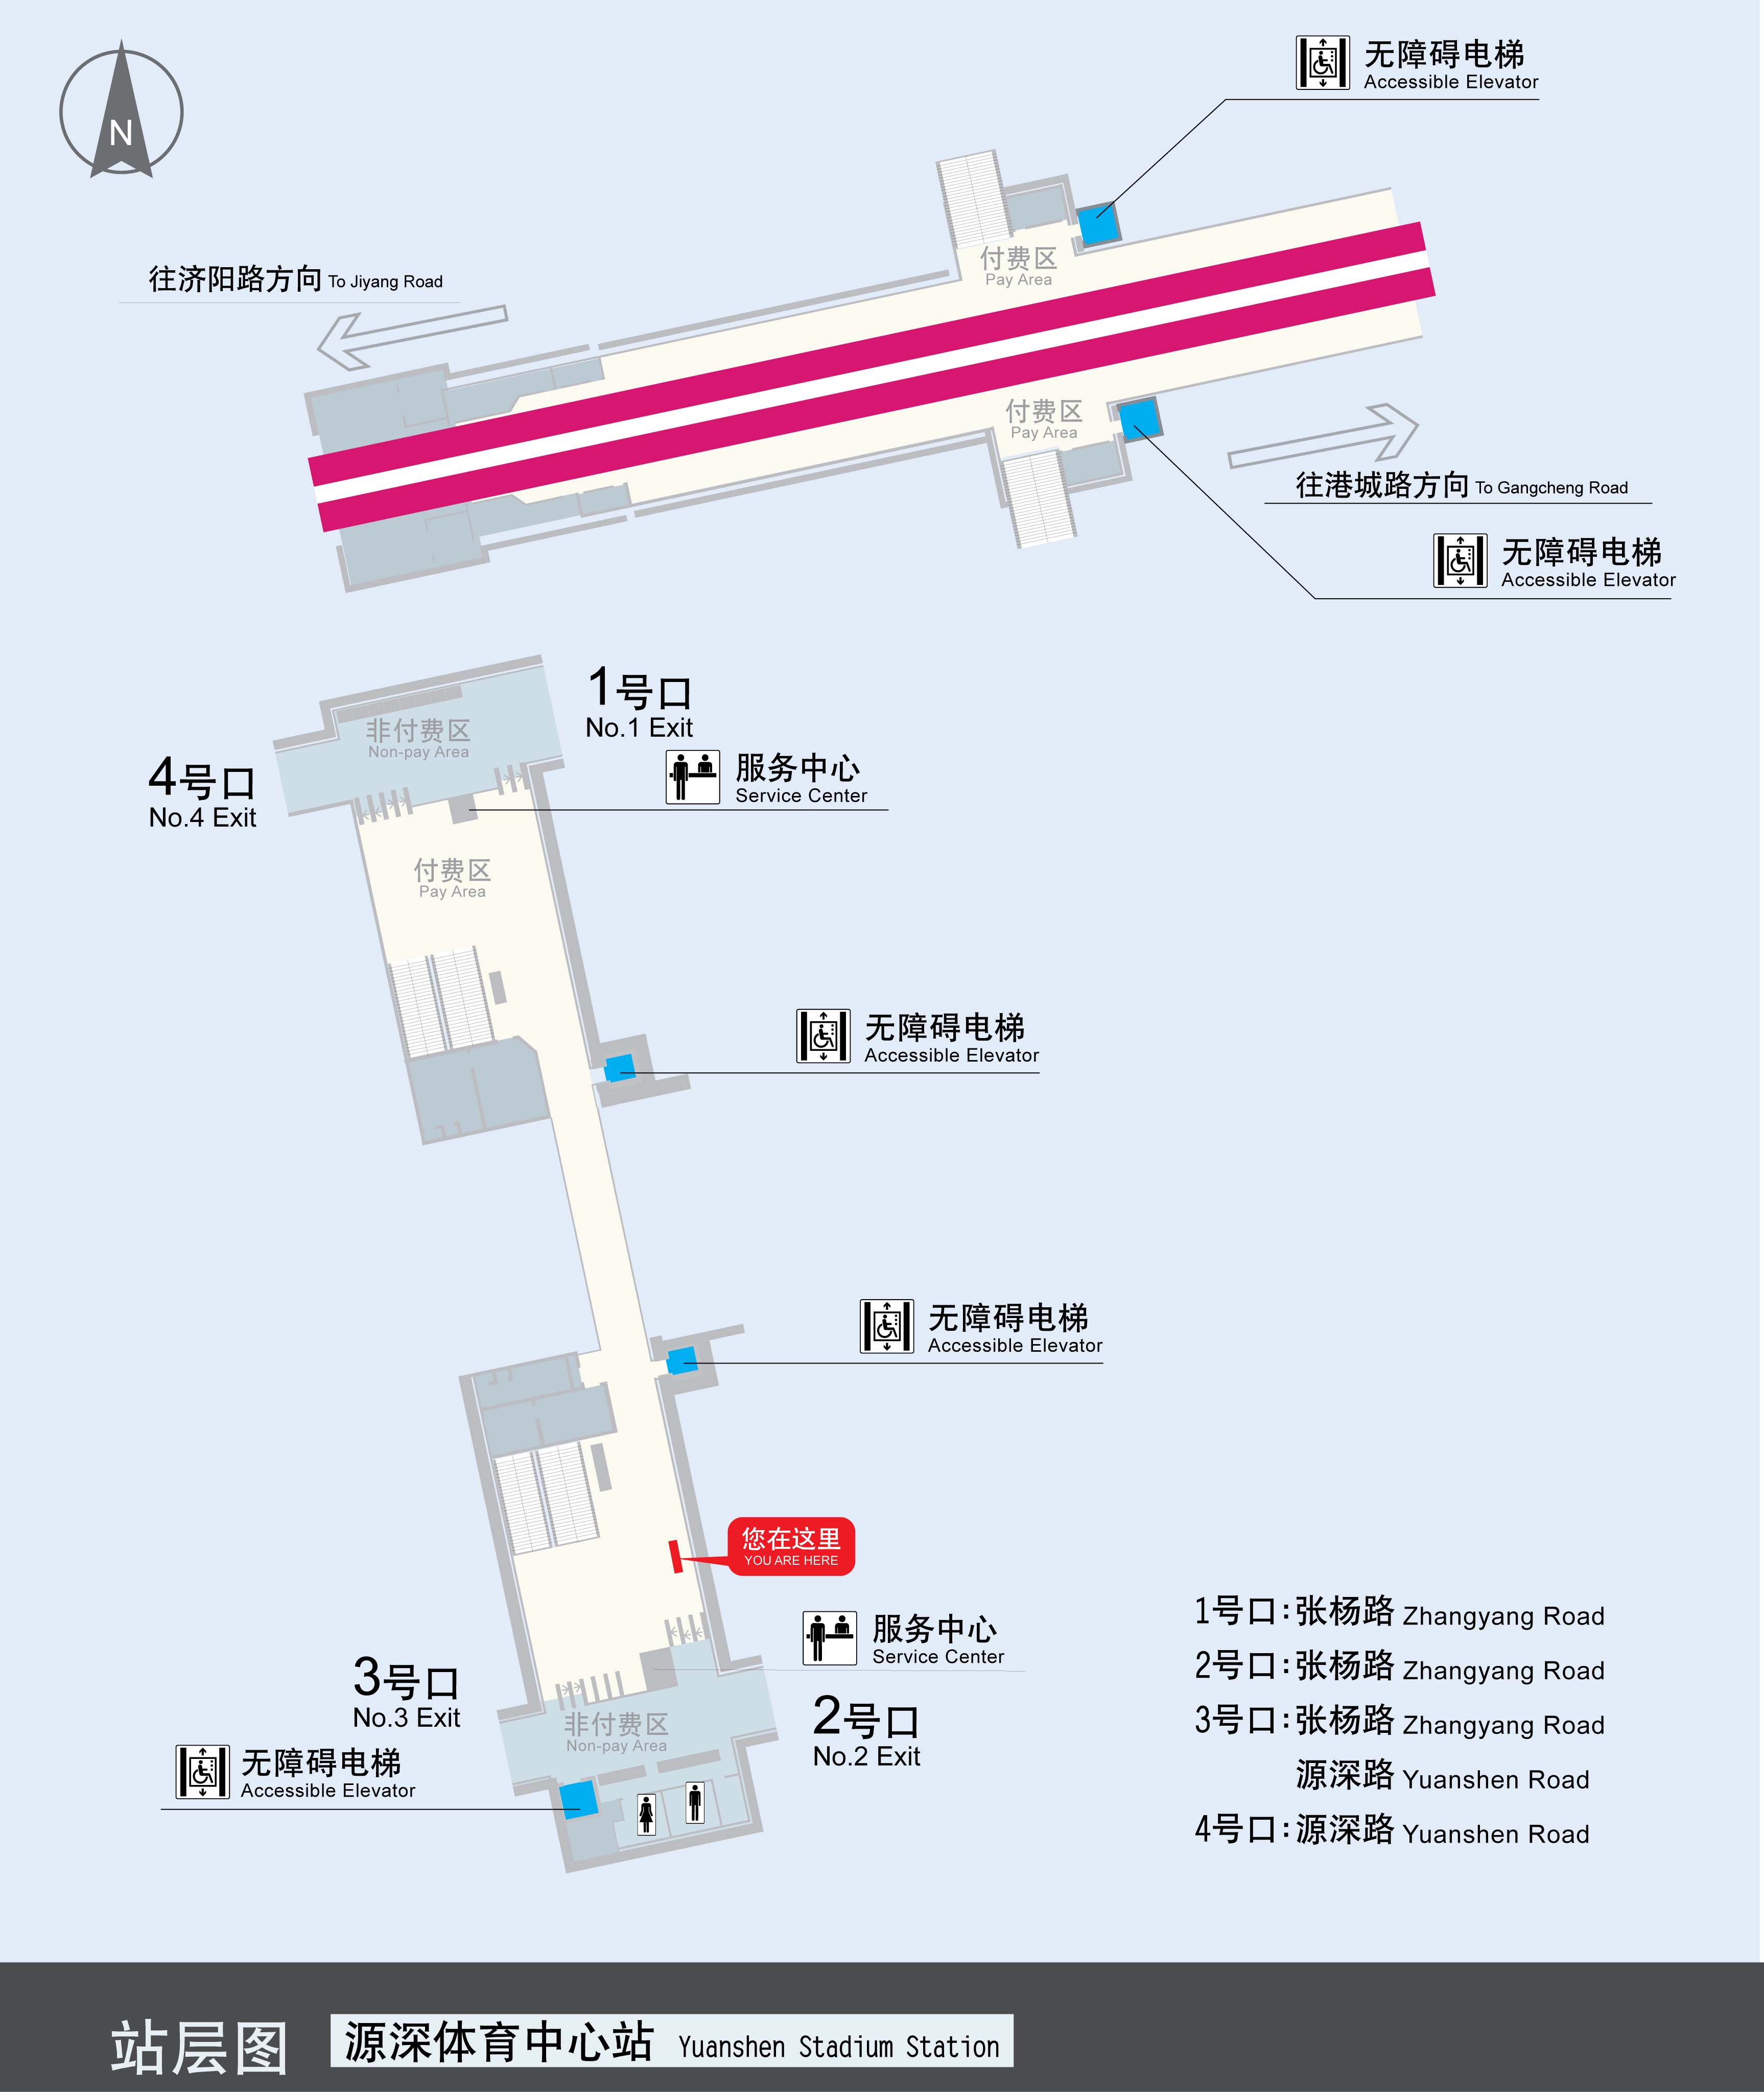 N
无障碍电梯
Accessible Elevator
付费区
Pay Area
往济阳路方向 To Jiyang Road
付费区
Pay Area
往港城路方向 To Gangcheng Road
无障碍电梯
Accessible Elevator
1号口
No.1 Exit
非付费区
Non-pay Area
4号口
No.4 Exit
服务中心
Service Center
付费区
Pay Area
无障碍电梯
Accessible Elevator
无障碍电梯
Accessible Elevator
您在这里
YOU ARE HERE
服务中心
Service Center
3号口
No.3 Exit
2号口
No.2 Exit
非付费区
Non-pay Area
无障碍电梯
Accessible Elevator
1号口:张杨路 Zhangyang Road
2号口:张杨路 Zhangyang Road
3号口:张杨路 Zhangyang Road
源深路 Yuanshen Road
4号口:源深路 Yuanshen Road
站层图 源深体育中心站 Yuanshen Stadium Station